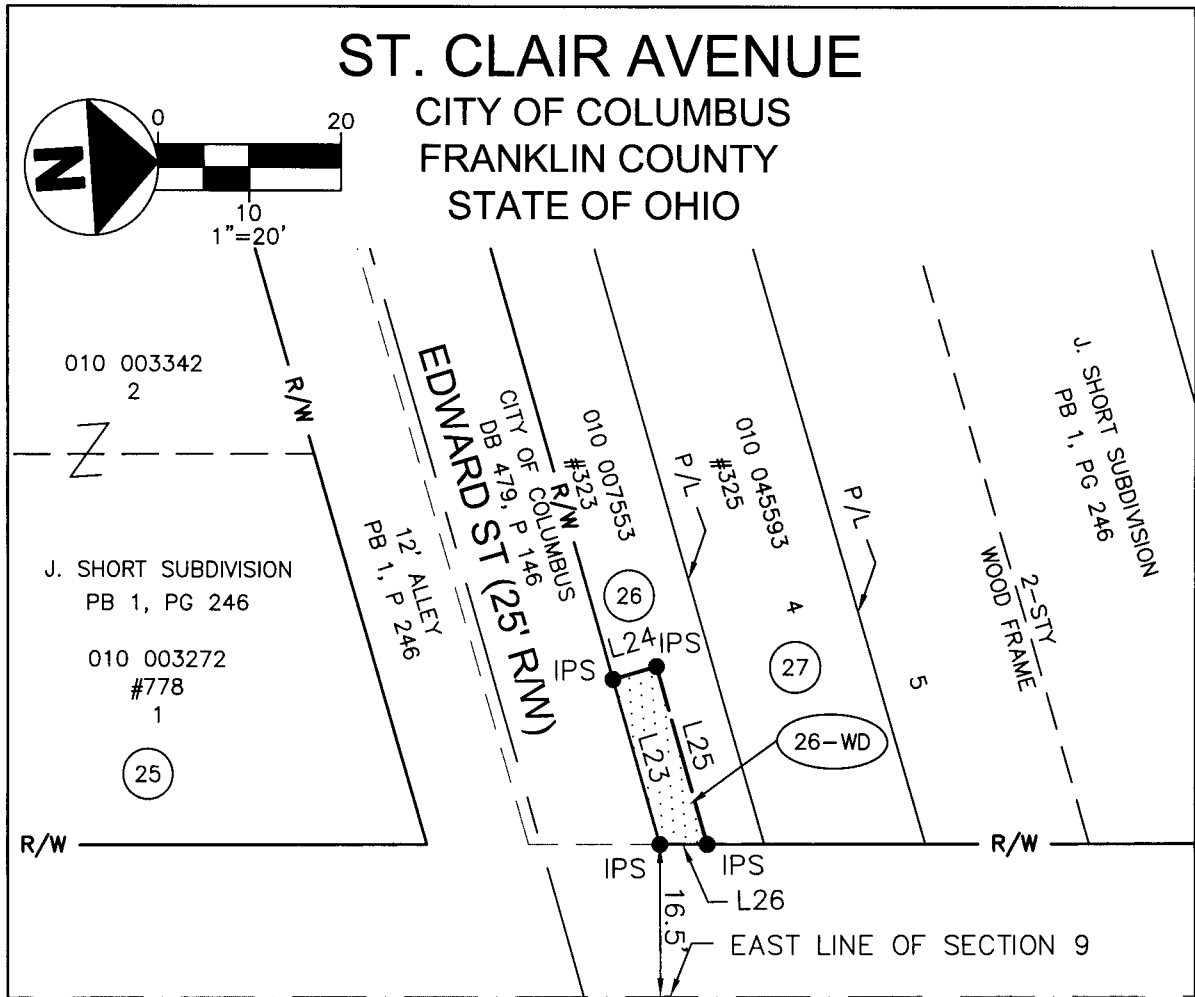 ST. CLAIR AVENUE
CITY OF COLUMBUS
FRANKLIN COUNTY
STATE OF OHIO
N
0
20
10
1"=20'
010 003342
2
Z
R/W
J. SHORT SUBDIVISION
PB 1, PG 246
010 003272
#778
1
25
R/W
12' ALLEY
PB 1, P 246
EDWARD ST (25' R/W)
CITY OF COLUMBUS
DB 479, P 146
R/W
010 007553
#323
26
P/L
010 045593
#325
4
27
P/L
5
2-STY
WOOD FRAME
J. SHORT SUBDIVISION
PB 1, PG 246
IPS
L24
IPS
L23
L25
26-WD
R/W
IPS
IPS
L26
16.5'
EAST LINE OF SECTION 9